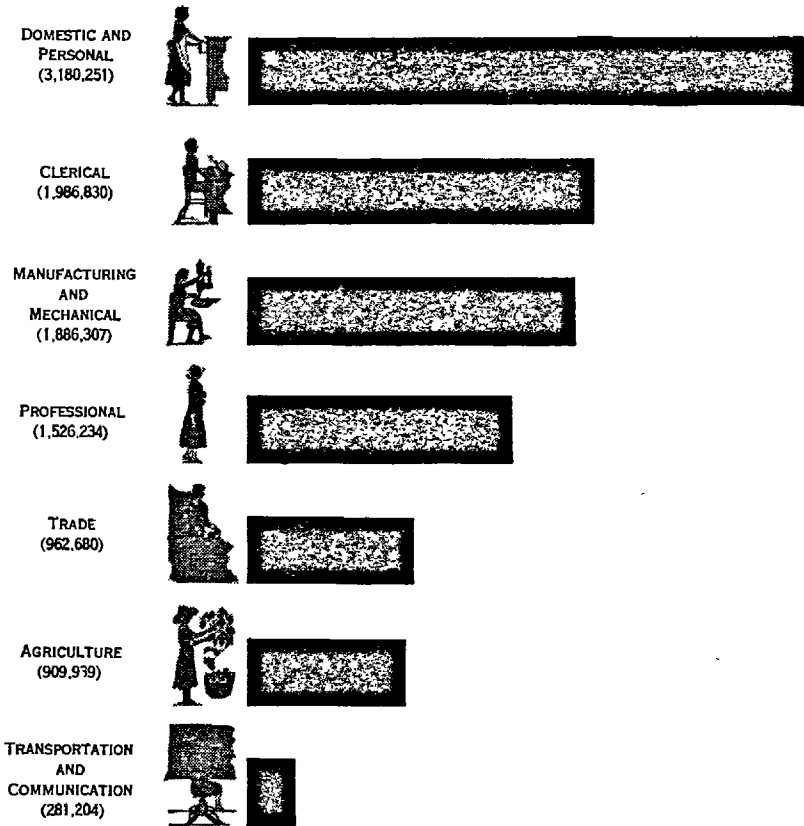 DOMESTIC AND
PERSONAL
(3,180,251)
CLERICAL
(1,986,830)
MANUFACTURING
AND
MECHANICAL
(1,886,307)
PROFESSIONAL
(1,526,234)
TRADE
(962,680)
AGRICULTURE
(909,939)
TRANSPORTATION
AND
COMMUNICATION
(281,204)